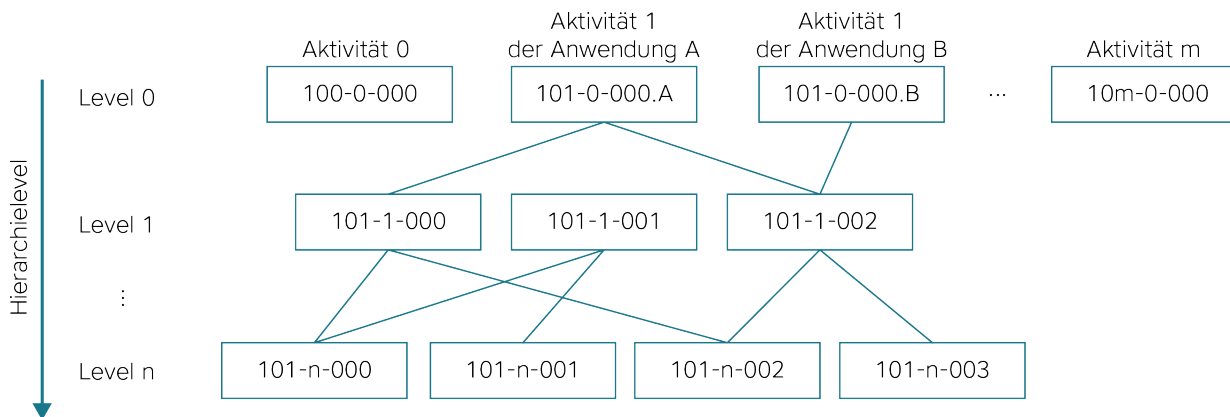 Aktivität 0
Aktivität 1
der Anwendung A
Aktivität 1
der Anwendung B
Aktivität m
Level 0
100-0-000
101-0-000.A
101-0-000.B
...
10m-0-000
Hierarchielevel
Level 1
101-1-000
101-1-001
101-1-002
...
Level n
101-n-000
101-n-001
101-n-002
101-n-003